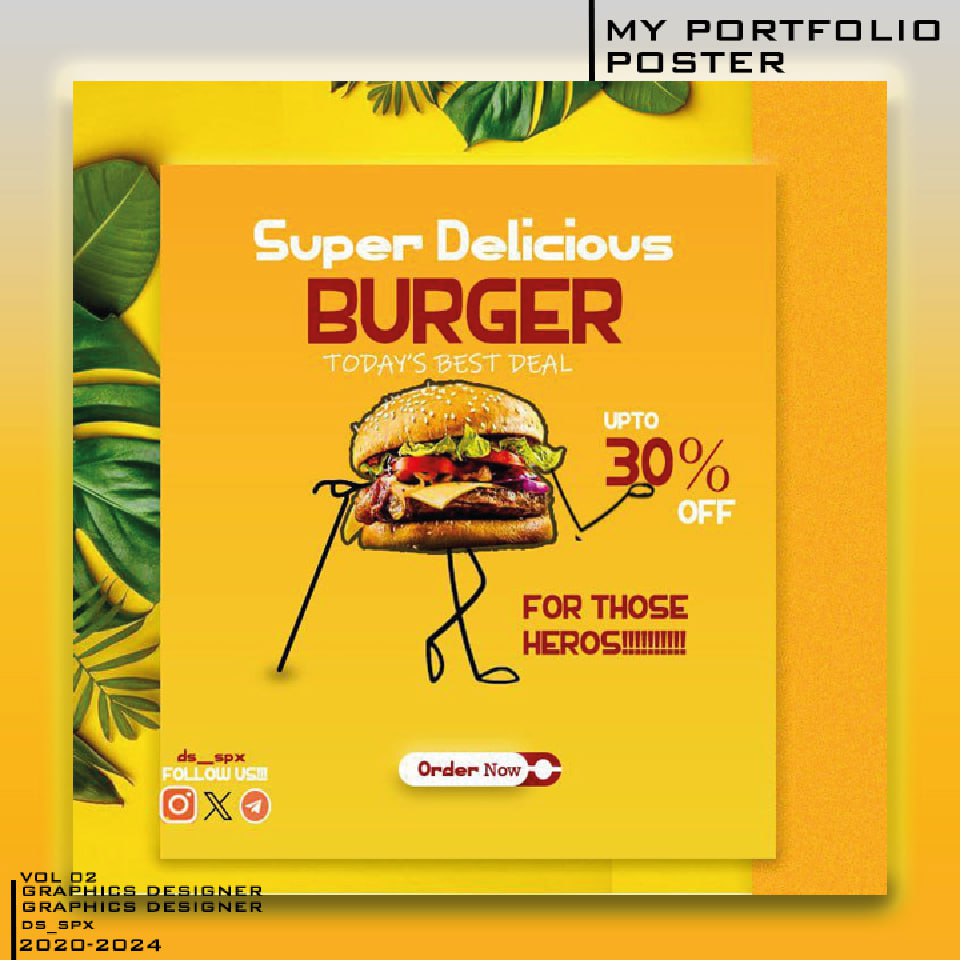 MY PORTFOLIO
POSTER
Super Delicious
BURGER
TODAY'S BEST DEAL
UPTO
30%
OFF
FOR THOSE
HEROS!!!!!!!!!!
ds_spx
FOLLOW US!!!
Order Now
VOL 02
GRAPHICS DESIGNER
GRAPHICS DESIGNER
DS_SPX
2020-2024